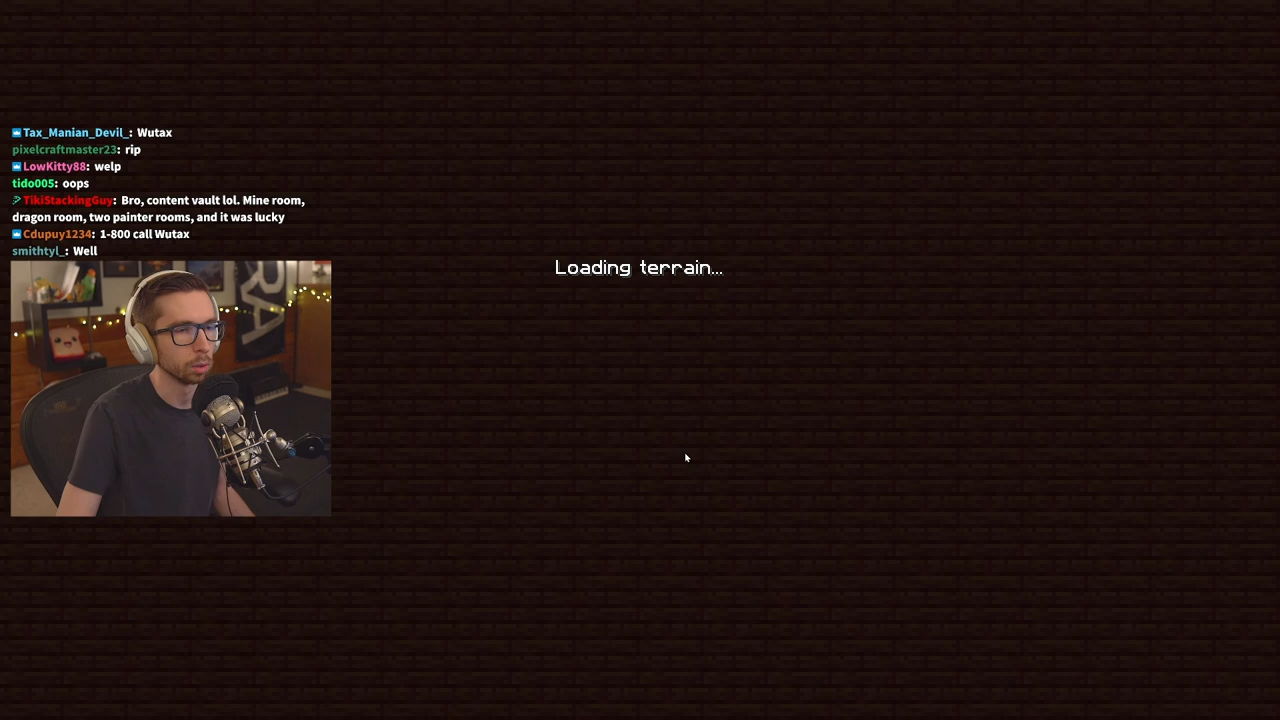 Tax_Manian_Devil_: Wutax
pixelcraftmaster23: rip
LowKitty88: welp
tido005: oops
TikiStackingGuy: Bro, content vault lol. Mine room,
dragon room, two painter rooms, and it was lucky
Cdupuy1234: 1-800 call Wutax
smithtyl_: Well
Loading terrain...
RA